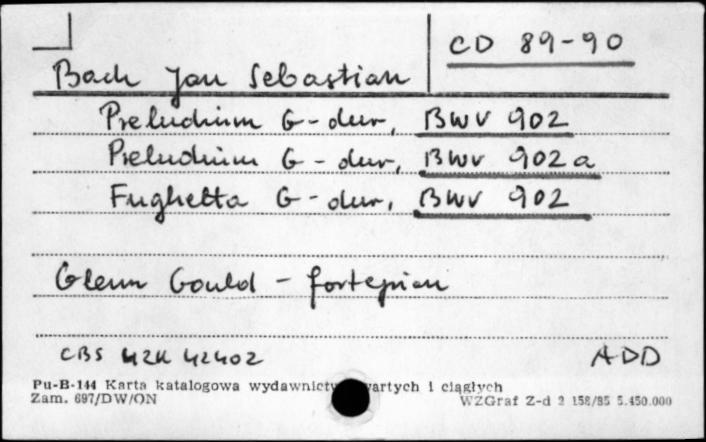 CD 89-90
Bach Jan Sebastian
Preludium G-dur, BWV 902
Preludium G-dur, BWV 902a
Fughetta G-dur, BWV 902
Glenn Gould - fortepian
CBS M2K 42402 ADD
Pu-B-144 Karta katalogowa wydawnictw wartych i ciągłych
Zam. 697/DW/ON WZGraf Z-d 2 158/85 5.450.000